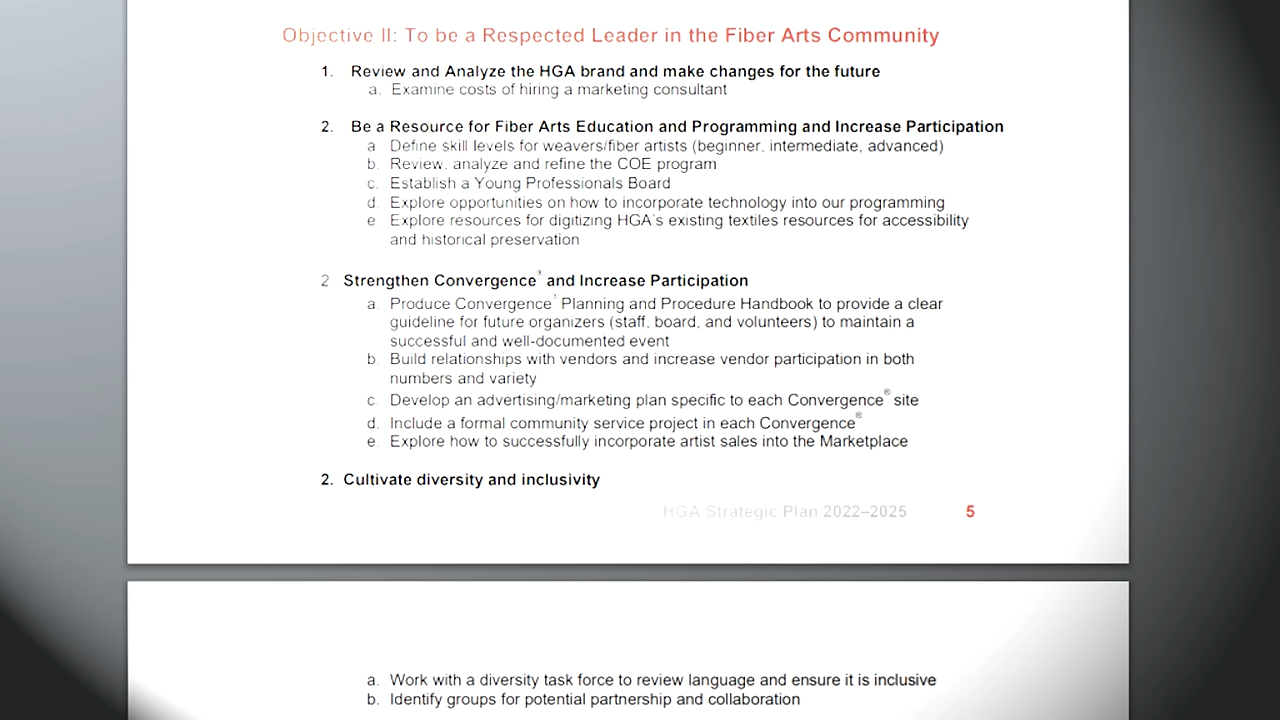 Objective II: To be a Respected Leader in the Fiber Arts Community
1. Review and Analyze the HGA brand and make changes for the future
a. Examine costs of hiring a marketing consultant
2. Be a Resource for Fiber Arts Education and Programming and Increase Participation
a Define skill levels for weavers/fiber artists (beginner, intermediate, advanced)
b. Review, analyze and refine the COE program
c. Establish a Young Professionals Board
d. Explore opportunities on how to incorporate technology into our programming
e Explore resources for digitizing HGA's existing textiles resources for accessibility
and historical preservation
2 Strengthen Convergence® and Increase Participation
a. Produce Convergence® Planning and Procedure Handbook to provide a clear
guideline for future organizers (staff, board, and volunteers) to maintain a
successful and well-documented event
b. Build relationships with vendors and increase vendor participation in both
numbers and variety
c. Develop an advertising/marketing plan specific to each Convergence® site
d. Include a formal community service project in each Convergence®
e. Explore how to successfully incorporate artist sales into the Marketplace
2. Cultivate diversity and inclusivity
HGA Strategic Plan 2022–2025 5
a. Work with a diversity task force to review language and ensure it is inclusive
b. Identify groups for potential partnership and collaboration